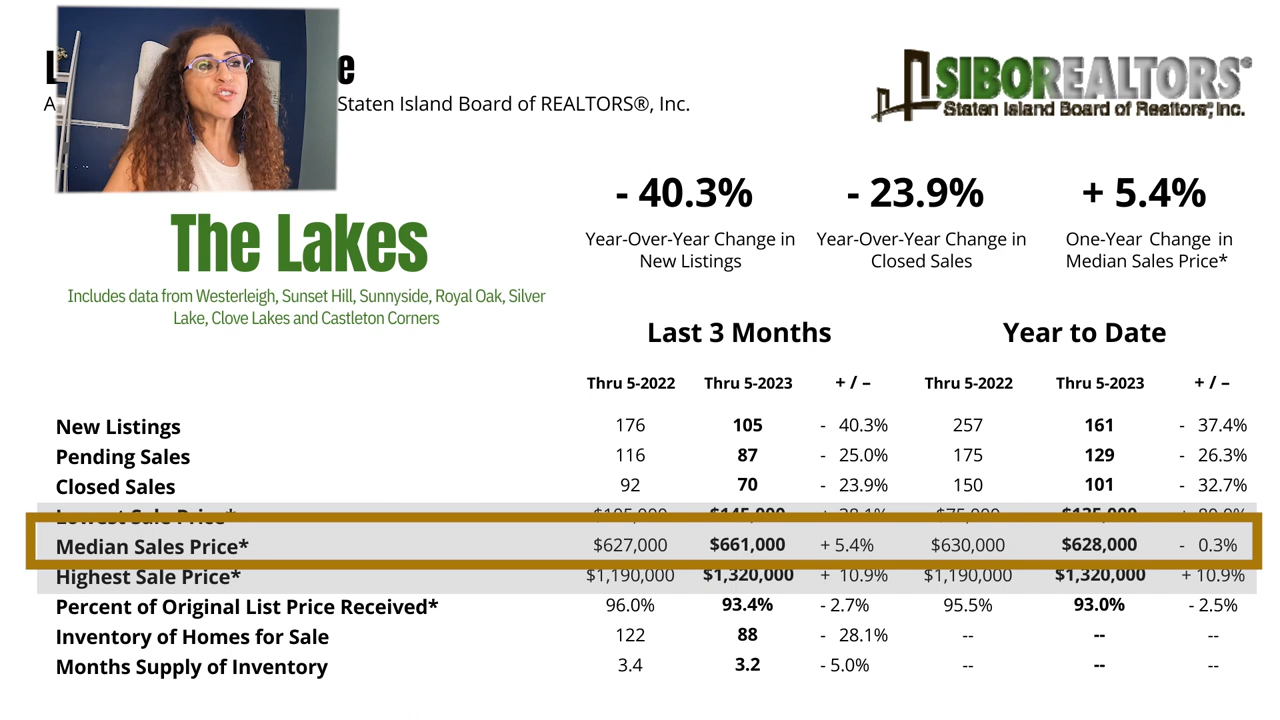 Staten Island Board of REALTORS®, Inc.
SIBOREALTORS®
Staten Island Board of Realtors®, Inc.
- 40.3% - 23.9% + 5.4%
Year-Over-Year Change in Year-Over-Year Change in One-Year Change in
New Listings Closed Sales Median Sales Price*
The Lakes
Includes data from Westerleigh, Sunset Hill, Sunnyside, Royal Oak, Silver
Lake, Clove Lakes and Castleton Corners
Last 3 Months Year to Date
Thru 5-2022 Thru 5-2023 + / – Thru 5-2022 Thru 5-2023 + / –
New Listings 176 105 - 40.3% 257 161 - 37.4%
Pending Sales 116 87 - 25.0% 175 129 - 26.3%
Closed Sales 92 70 - 23.9% 150 101 - 32.7%
Lowest Sale Price*
Median Sales Price* $627,000 $661,000 + 5.4% $630,000 $628,000 - 0.3%
Highest Sale Price* $1,190,000 $1,320,000 + 10.9% $1,190,000 $1,320,000 + 10.9%
Percent of Original List Price Received* 96.0% 93.4% - 2.7% 95.5% 93.0% - 2.5%
Inventory of Homes for Sale 122 88 - 28.1% -- -- --
Months Supply of Inventory 3.4 3.2 - 5.0% -- -- --